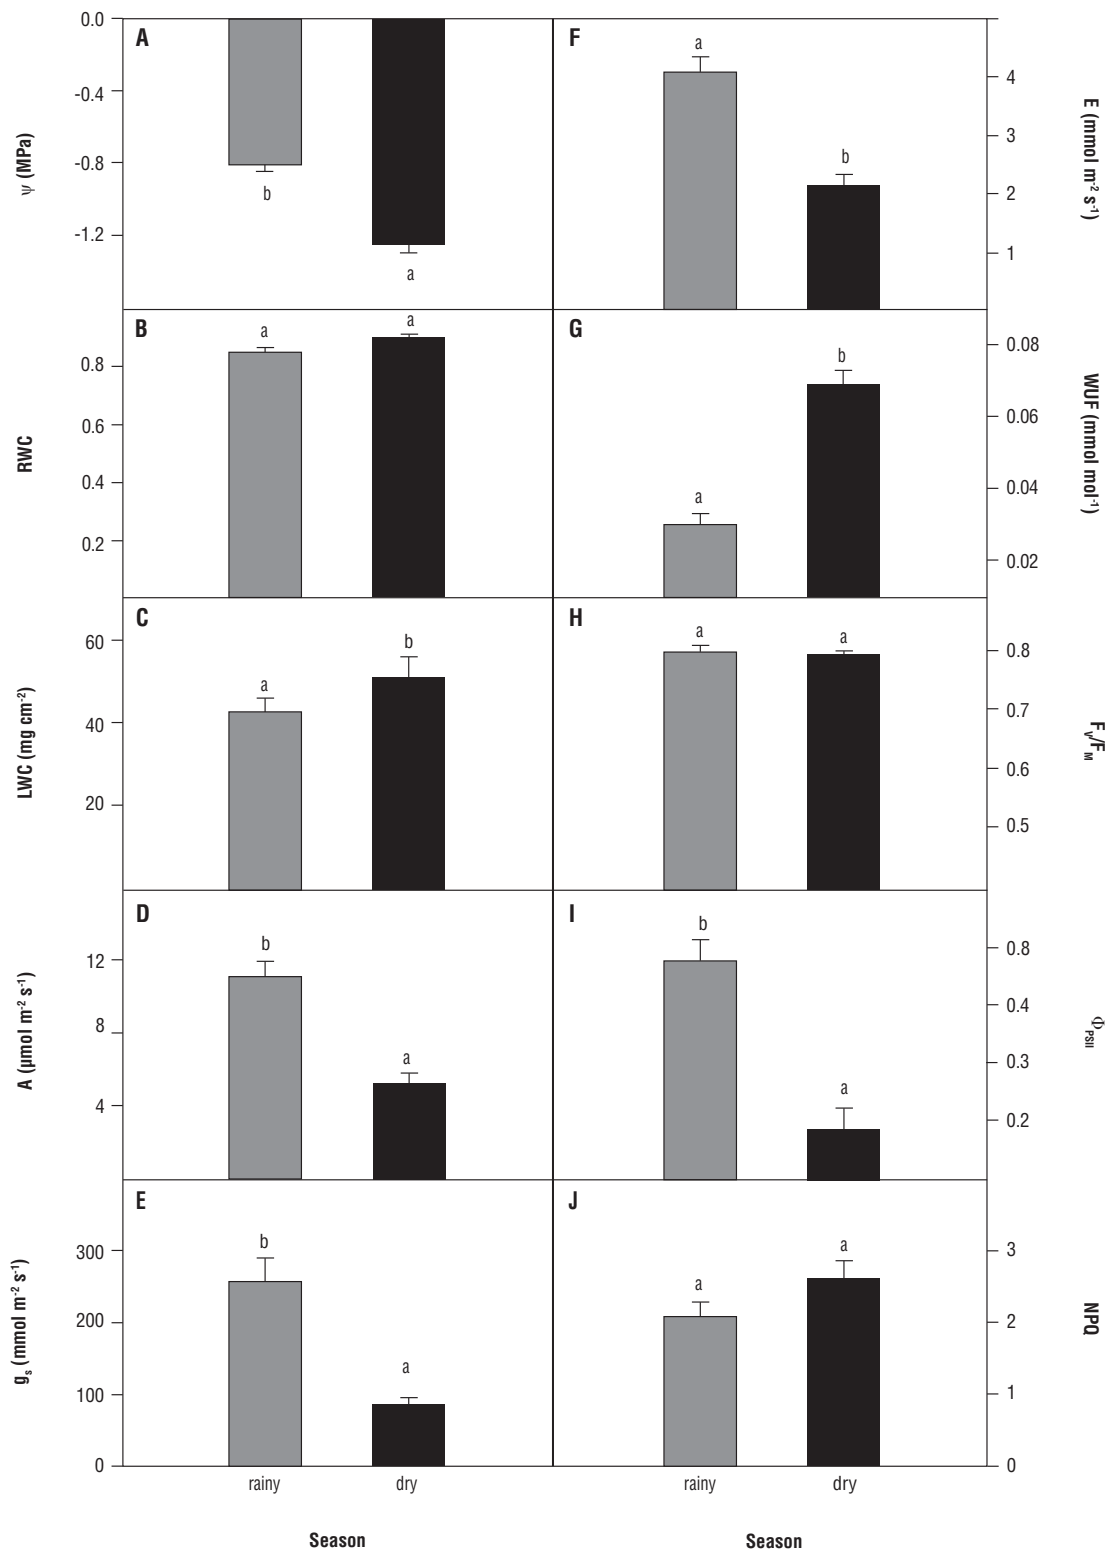 A
0.0
-0.4
-0.8
-1.2
ψ (MPa)
b
a
F
a
b
4
3
2
1
E (mmol m-2 s-1)
B
0.8
0.6
0.4
0.2
RWC
a
a
G
a
b
0.08
0.06
0.04
0.02
WUF (mmol mol-1)
C
60
40
20
LWC (mg cm-2)
a
b
H
a
a
0.8
0.7
0.6
0.5
FV/FM
D
12
8
4
A (µmol m-2 s-1)
b
a
I
b
a
0.8
0.4
0.3
0.2
ΦPSII
E
300
200
100
0
gs (mmol m-2 s-1)
b
a
rainy
dry
Season
J
a
a
3
2
1
0
NPQ
rainy
dry
Season